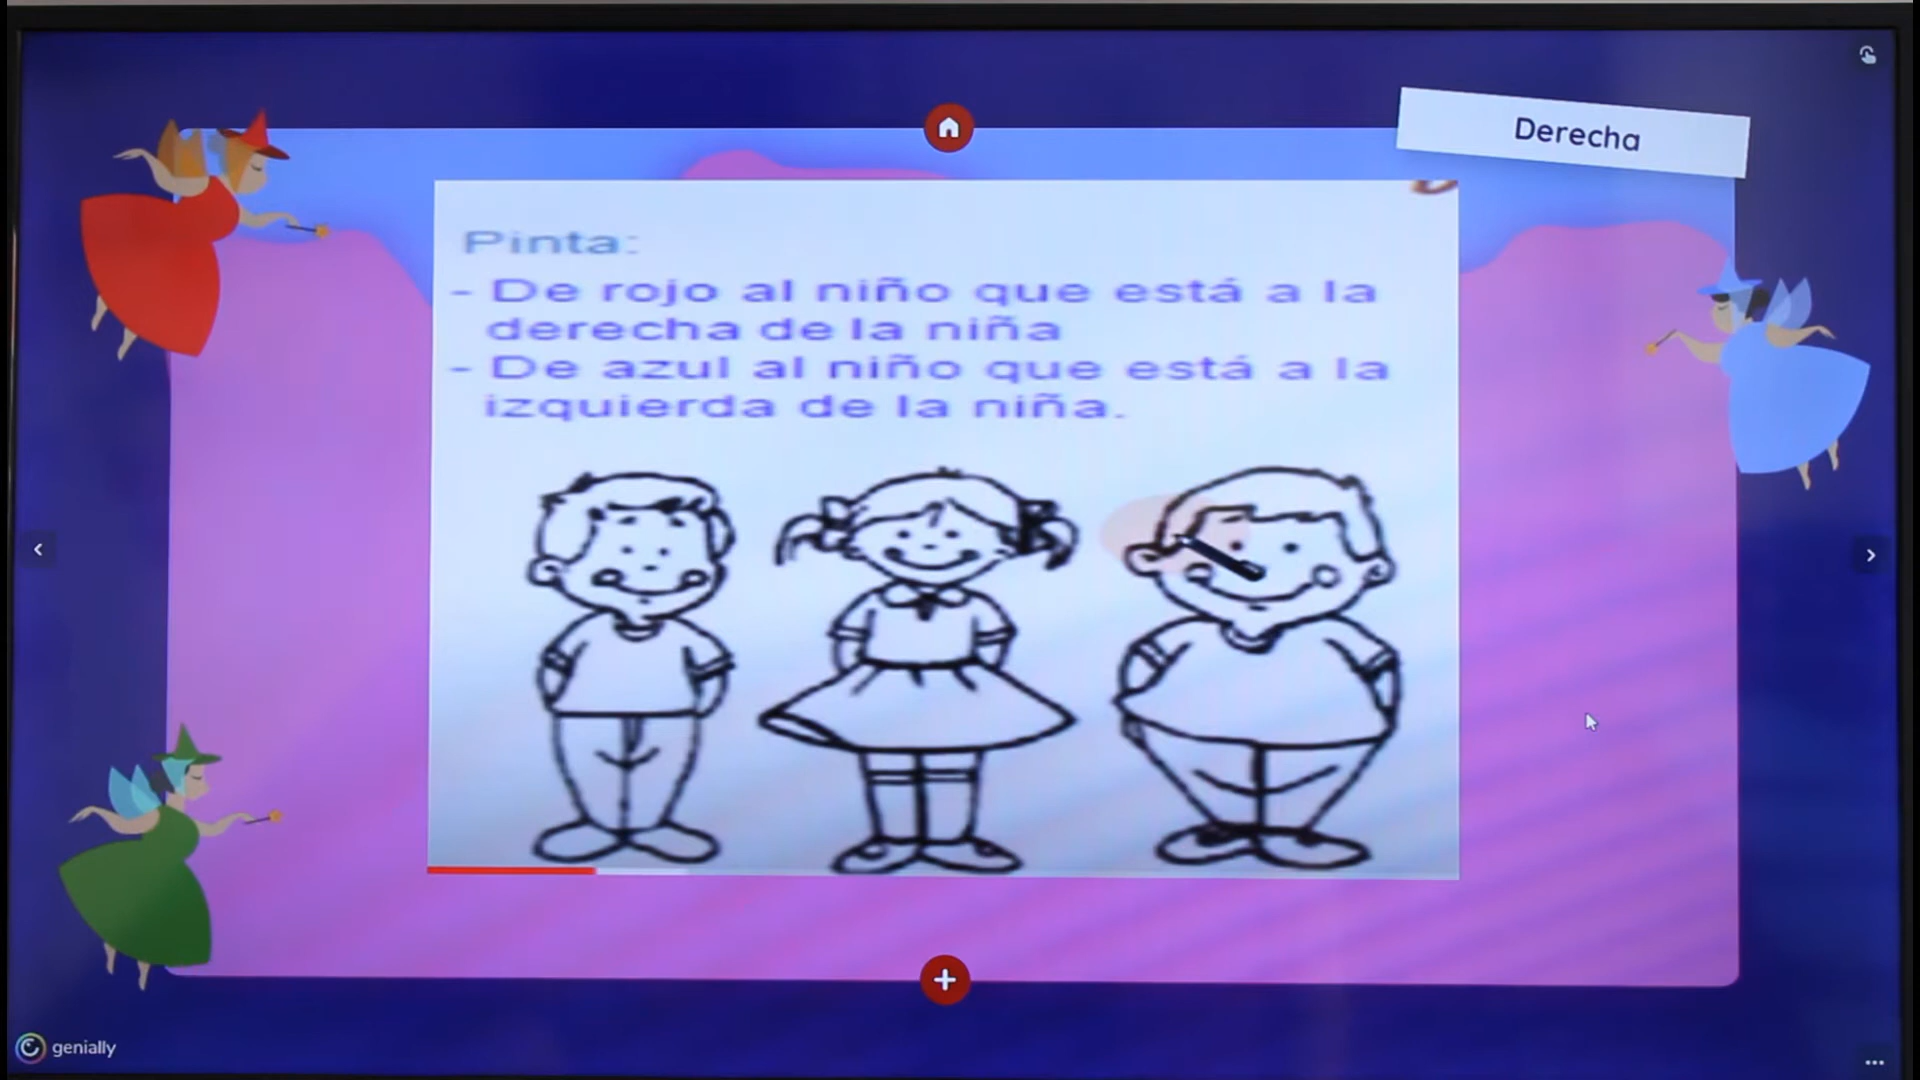 Derecha
Pinta:
- De rojo al niño que está a la
derecha de la niña
- De azul al niño que está a la
izquierda de la niña.
genially